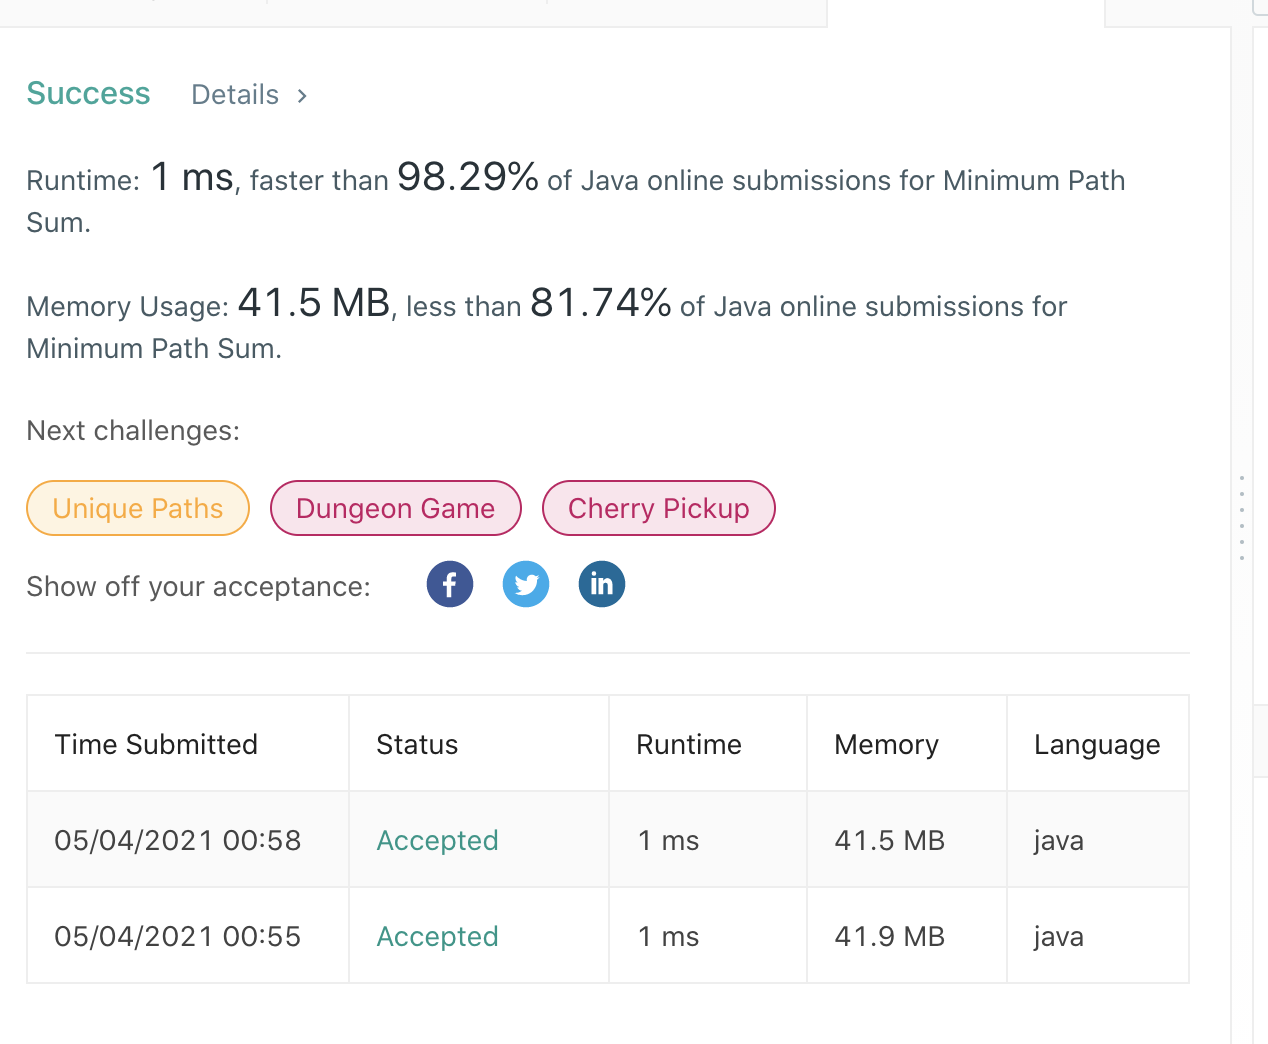 Success Details >
Runtime: 1 ms, faster than 98.29% of Java online submissions for Minimum Path
Sum.
Memory Usage: 41.5 MB, less than 81.74% of Java online submissions for
Minimum Path Sum.
Next challenges:
Unique Paths Dungeon Game Cherry Pickup
Show off your acceptance: f in
Time Submitted Status Runtime Memory Language
05/04/2021 00:58 Accepted 1 ms 41.5 MB java
05/04/2021 00:55 Accepted 1 ms 41.9 MB java